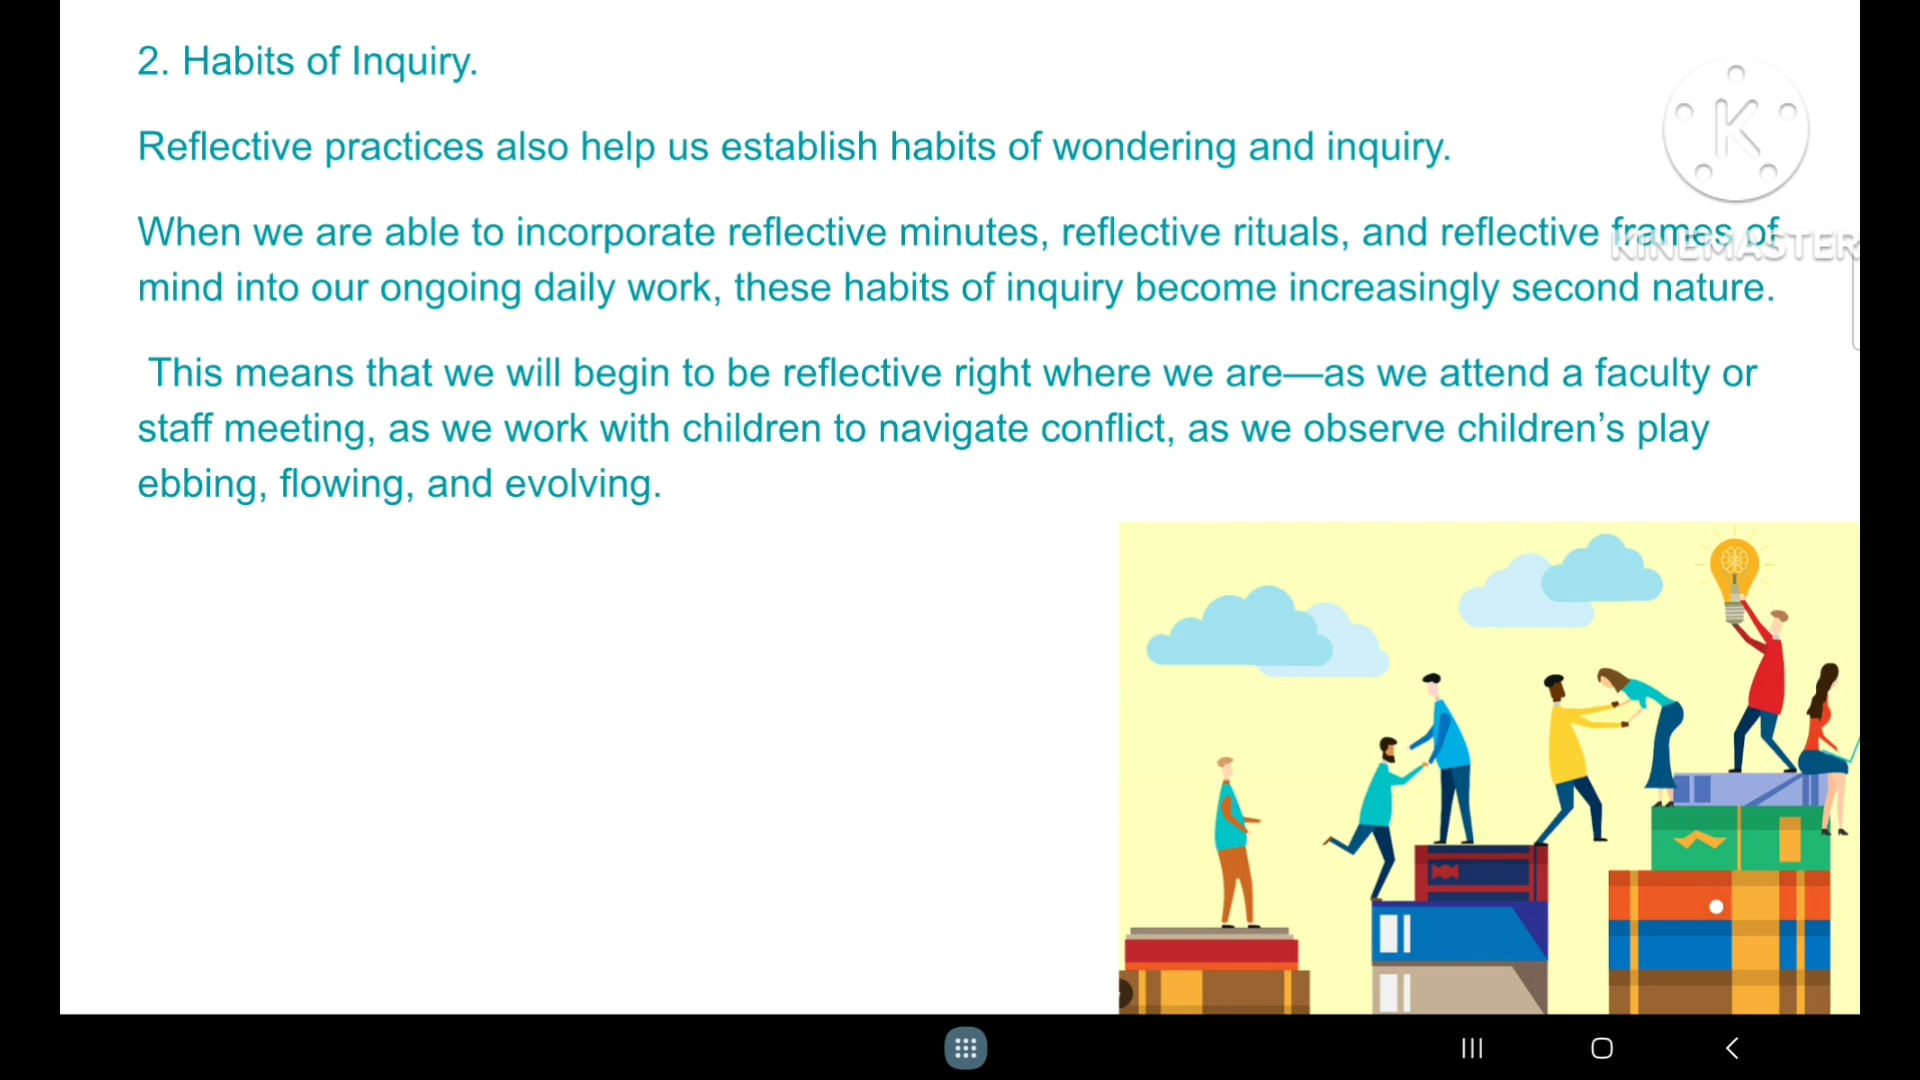 2. Habits of Inquiry.
Reflective practices also help us establish habits of wondering and inquiry.
When we are able to incorporate reflective minutes, reflective rituals, and reflective frames of
mind into our ongoing daily work, these habits of inquiry become increasingly second nature.
This means that we will begin to be reflective right where we are—as we attend a faculty or
staff meeting, as we work with children to navigate conflict, as we observe children’s play
ebbing, flowing, and evolving.
K
KINEMASTER